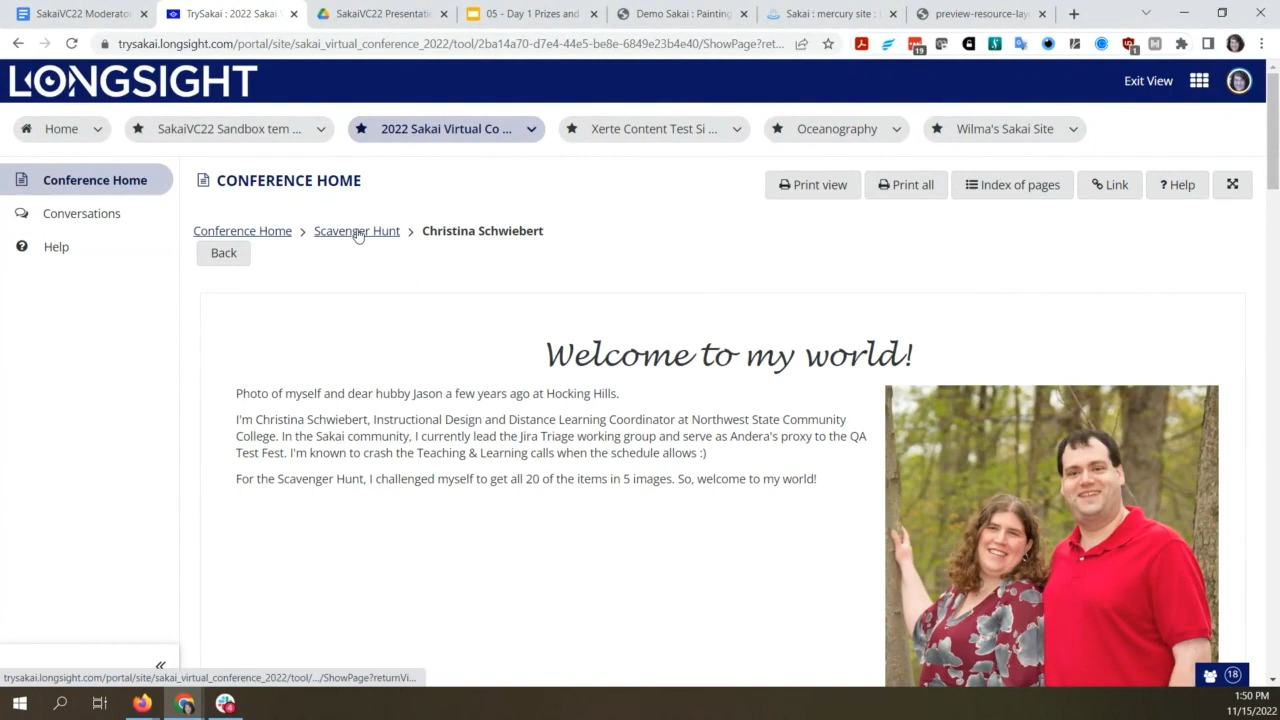 SakaiVC22 Moderator
TrySakai : 2022 Sakai
SakaiVC22 Presentati
05 - Day 1 Prizes and
Demo Sakai : Painting
Sakai : mercury site :
preview-resource-lay
trysakai.longsight.com/portal/site/sakai_virtual_conference_2022/tool/2ba14a70-d7e4-44e5-be8e-6849c23b4e40/ShowPage?ret...
19
1
LONGSIGHT
Exit View
Home
SakaiVC22 Sandbox tem ...
2022 Sakai Virtual Co ...
Xerte Content Test Si ...
Oceanography
Wilma's Sakai Site
Conference Home
Conversations
Help
CONFERENCE HOME
Print view
Print all
Index of pages
Link
? Help
Conference Home > Scavenger Hunt > Christina Schwiebert
Back
Welcome to my world!
Photo of myself and dear hubby Jason a few years ago at Hocking Hills.
I'm Christina Schwiebert, Instructional Design and Distance Learning Coordinator at Northwest State Community
College. In the Sakai community, I currently lead the Jira Triage working group and serve as Andera's proxy to the QA
Test Fest. I'm known to crash the Teaching & Learning calls when the schedule allows :)
For the Scavenger Hunt, I challenged myself to get all 20 of the items in 5 images. So, welcome to my world!
18
trysakai.longsight.com/portal/site/sakai_virtual_conference_2022/tool/.../ShowPage?returnVi...
1:50 PM
11/15/2022